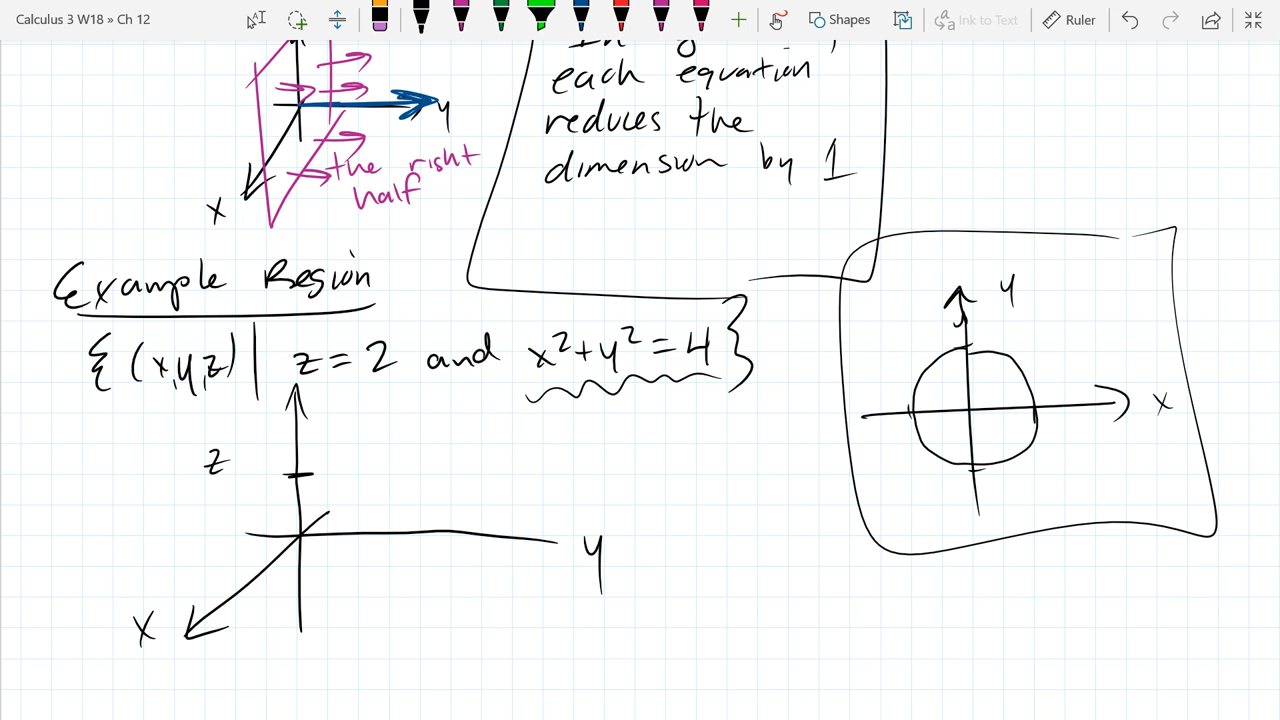 Calculus 3 W18 » Ch 12
Shapes
Ink to Text
Ruler
each equation
reduces the
dimension by 1
y
the right
half
x
Example Region
{(x,y,z) | z = 2 and x²+y² = 4}
y
x
z
y
x